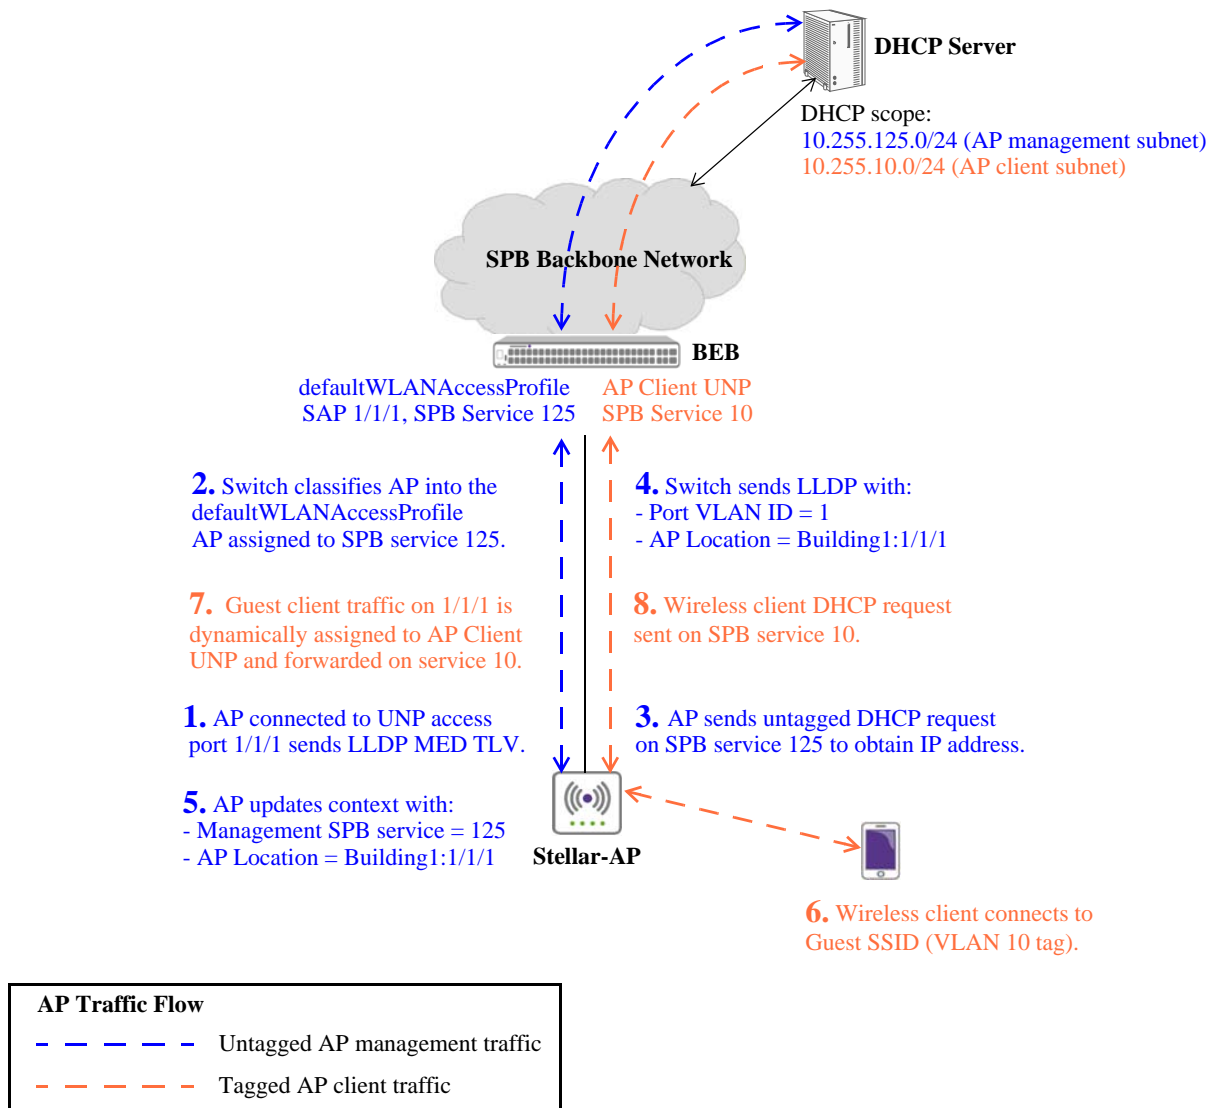 DHCP Server
DHCP scope:
10.255.125.0/24 (AP management subnet)
10.255.10.0/24 (AP client subnet)
SPB Backbone Network
BEB
defaultWLANAccessProfile
SAP 1/1/1, SPB Service 125
AP Client UNP
SPB Service 10
2. Switch classifies AP into the
defaultWLANAccessProfile
AP assigned to SPB service 125.
4. Switch sends LLDP with:
- Port VLAN ID = 1
- AP Location = Building1:1/1/1
7. Guest client traffic on 1/1/1 is
dynamically assigned to AP Client
UNP and forwarded on service 10.
8. Wireless client DHCP request
sent on SPB service 10.
1. AP connected to UNP access
port 1/1/1 sends LLDP MED TLV.
3. AP sends untagged DHCP request
on SPB service 125 to obtain IP address.
5. AP updates context with:
- Management SPB service = 125
- AP Location = Building1:1/1/1
Stellar-AP
6. Wireless client connects to
Guest SSID (VLAN 10 tag).
AP Traffic Flow
Untagged AP management traffic
Tagged AP client traffic